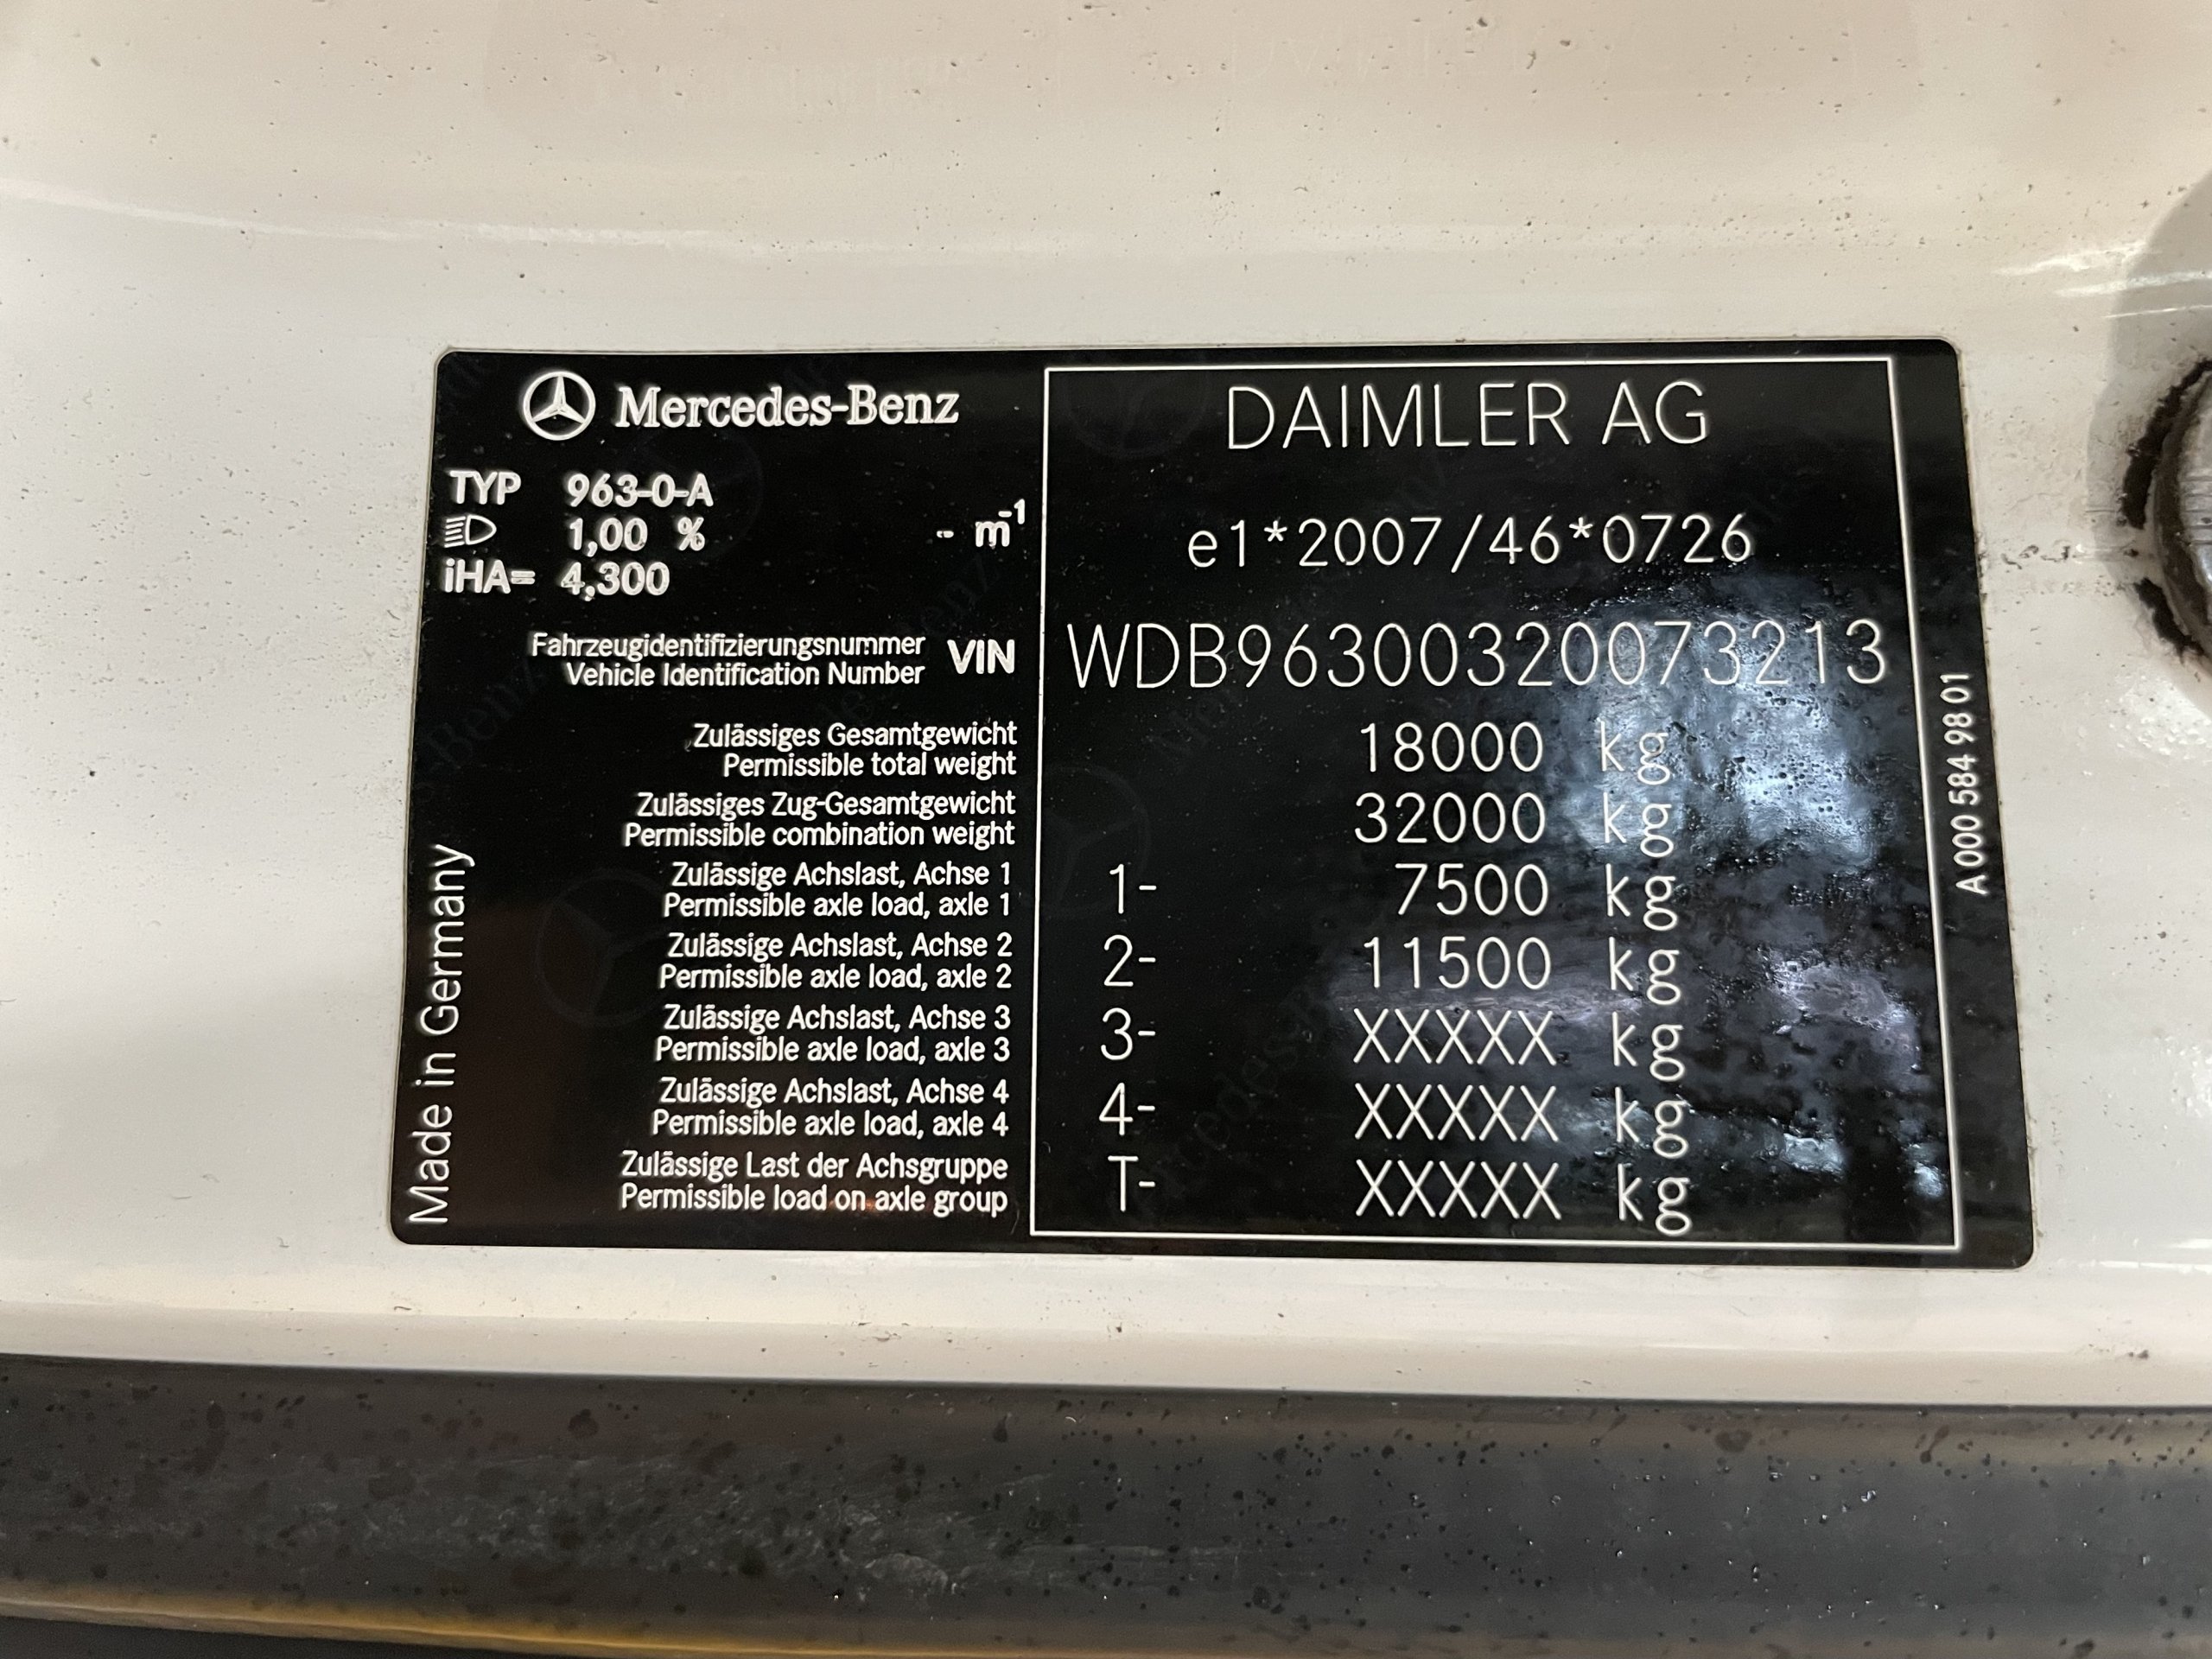 Mercedes-Benz
TYP 963-0-A
1,00 % -- m⁻¹
iHA= 4,300
Fahrzeugidentifizierungsnummer
Vehicle Identification Number
VIN
Zulässiges Gesamtgewicht
Permissible total weight
Zulässiges Zug-Gesamtgewicht
Permissible combination weight
Zulässige Achslast, Achse 1
Permissible axle load, axle 1
Zulässige Achslast, Achse 2
Permissible axle load, axle 2
Zulässige Achslast, Achse 3
Permissible axle load, axle 3
Zulässige Achslast, Achse 4
Permissible axle load, axle 4
Zulässige Last der Achsgruppe
Permissible load on axle group
Made in Germany
DAIMLER AG
e1*2007/46*0726
WDB96300320073213
18000 kg
32000 kg
1- 7500 kg
2- 11500 kg
3- XXXXX kg
4- XXXXX kg
T- XXXXX kg
A 000 584 98 01